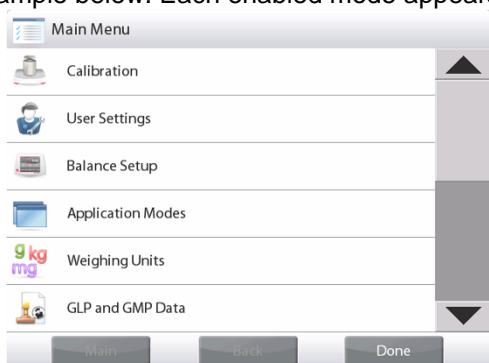 ample below. Each enabled mode appear
Main Menu
Calibration
User Settings
Balance Setup
Application Modes
g kg
mg
Weighing Units
GLP and GMP Data
Main Back Done